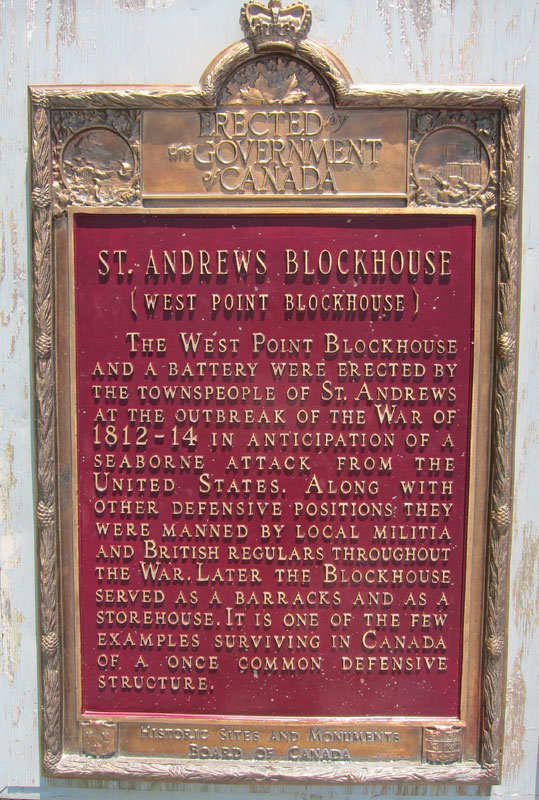 ERECTED by
the GOVERNMENT
of CANADA
ST. ANDREWS BLOCKHOUSE
(WEST POINT BLOCKHOUSE)
THE WEST POINT BLOCKHOUSE
AND A BATTERY WERE ERECTED BY
THE TOWNSPEOPLE OF ST. ANDREWS
AT THE OUTBREAK OF THE WAR OF
1812-14 IN ANTICIPATION OF A
SEABORNE ATTACK FROM THE
UNITED STATES. ALONG WITH
OTHER DEFENSIVE POSITIONS THEY
WERE MANNED BY LOCAL MILITIA
AND BRITISH REGULARS THROUGHOUT
THE WAR. LATER THE BLOCKHOUSE
SERVED AS A BARRACKS AND AS A
STOREHOUSE. IT IS ONE OF THE FEW
EXAMPLES SURVIVING IN CANADA
OF A ONCE COMMON DEFENSIVE
STRUCTURE.
HISTORIC SITES AND MONUMENTS
BOARD OF CANADA